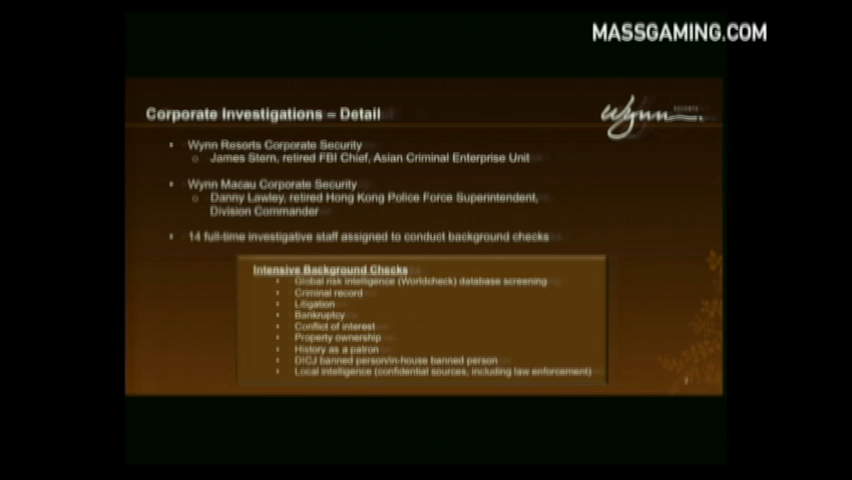 MASSGAMING.COM
Corporate Investigations – Detail
Wynn
RESORTS
Wynn Resorts Corporate Security
James Stern, retired FBI Chief, Asian Criminal Enterprise Unit
Wynn Macau Corporate Security
Danny Lawley, retired Hong Kong Police Force Superintendent,
Division Commander
14 full-time investigative staff assigned to conduct background checks
Intensive Background Checks
Global risk intelligence (Worldcheck) database screening
Criminal record
Litigation
Bankruptcy
Conflict of interest
Property ownership
History as a patron
DICJ banned person/in-house banned person
Local intelligence (confidential sources, including law enforcement)